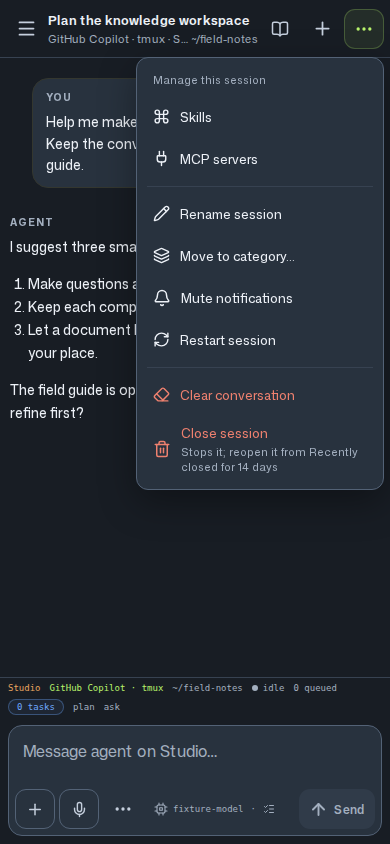 Plan the knowledge workspace
GitHub Copilot · tmux · S... ~/field-notes
Manage this session
Skills
MCP servers
Rename session
Move to category...
Mute notifications
Restart session
Clear conversation
Close session
Stops it; reopen it from Recently
closed for 14 days
YOU
Help me make
Keep the
guide.
AGENT
I suggest three
1. Make questions
2. Keep each
3. Let a document
your place.
The field guide is
refine first?
Studio GitHub Copilot · tmux ~/field-notes idle 0 queued
0 tasks plan ask
Message agent on Studio...
fixture-model ·
Send